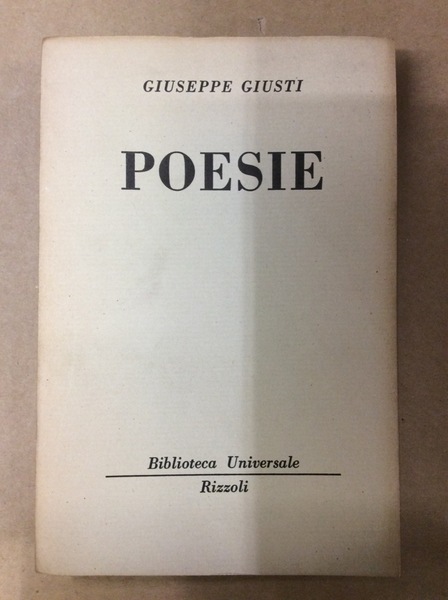 GIUSEPPE GIUSTI
POESIE
Biblioteca Universale
Rizzoli